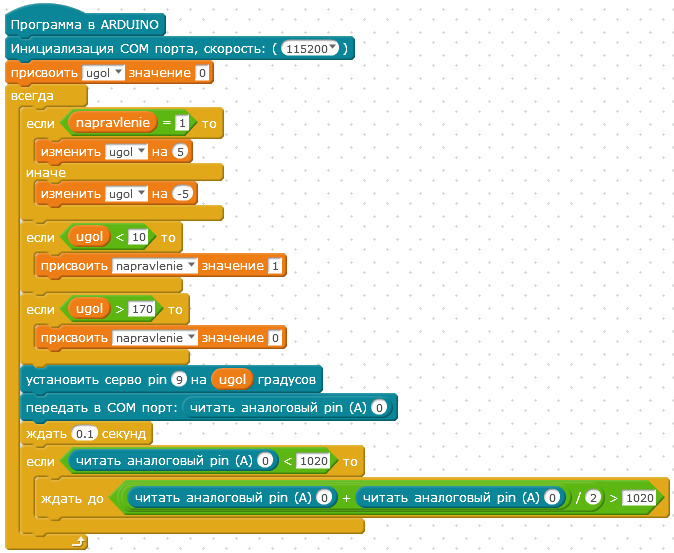 Программа в ARDUINO
Инициализация COM порта, скорость: ( 115200 )
присвоить ugol значение 0
всегда
если napravlenie = 1 то
изменить ugol на 5
иначе
изменить ugol на -5
если ugol < 10 то
присвоить napravlenie значение 1
если ugol > 170 то
присвоить napravlenie значение 0
установить серво pin 9 на ugol градусов
передать в COM порт: читать аналоговый pin (A) 0
ждать 0.1 секунд
если читать аналоговый pin (A) 0 < 1020 то
ждать до читать аналоговый pin (A) 0 + читать аналоговый pin (A) 0 / 2 > 1020